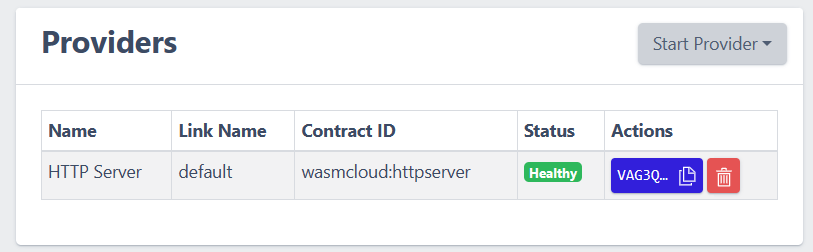 Providers
Start Provider
Name Link Name Contract ID Status Actions
HTTP Server default wasmcloud:httpserver Healthy VAG3Q...